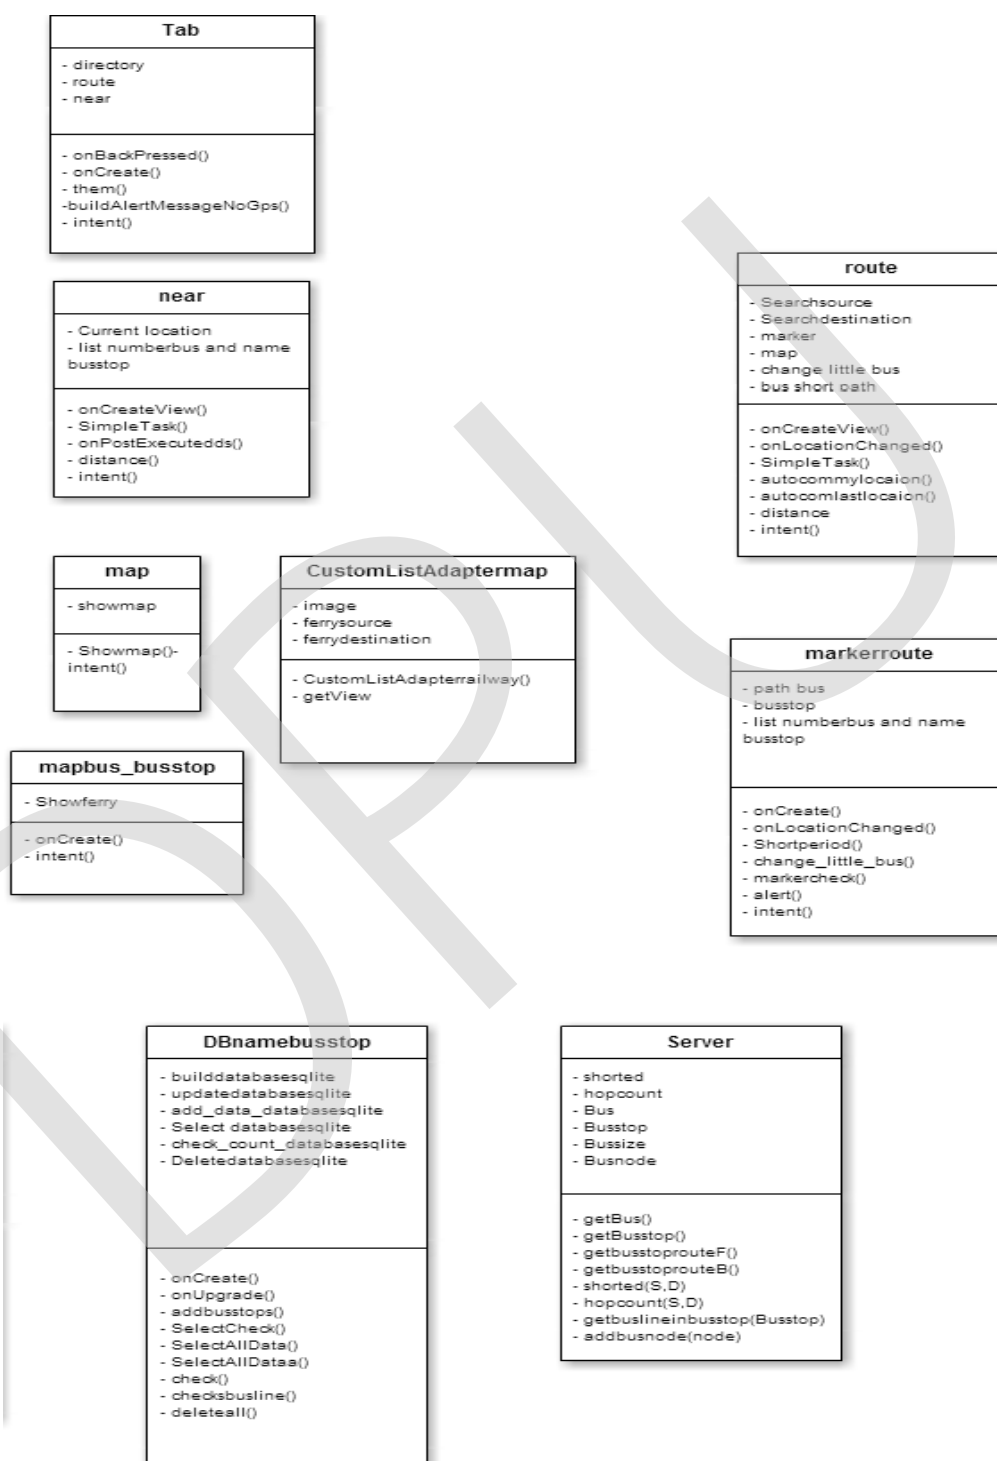 Tab
- directory
- route
- near
- onBackPressed()
- onCreate()
- them()
-buildAlertMessageNoGps()
- intent()
near
- Current location
- list numberbus and name
busstop
- onCreateView()
- SimpleTask()
- onPostExecutedds()
- distance()
- intent()
route
- Searchsource
- Searchdestination
- marker
- map
- change little bus
- bus short path
- onCreateView()
- onLocationChanged()
- SimpleTask()
- autocommylocaion()
- autocomlastlocaion()
- distance
- intent()
map
- showmap
- Showmap()-
intent()
CustomListAdaptermap
- image
- ferrysource
- ferrydestination
- CustomListAdapterrailway()
- getView
markerroute
- path bus
- busstop
- list numberbus and name
busstop
- onCreate()
- onLocationChanged()
- Shortperiod()
- change_little_bus()
- markercheck()
- alert()
- intent()
mapbus_busstop
- Showferry
- onCreate()
- intent()
DBnamebusstop
- builddatabasesqlite
- updatedatabasesqlite
- add_data_databasesqlite
- Select databasesqlite
- check_count_databasesqlite
- Deletedatabasesqlite
- onCreate()
- onUpgrade()
- addbusstops()
- SelectCheck()
- SelectAllData()
- SelectAllDataa()
- check()
- checksbusline()
- deleteall()
Server
- shorted
- hopcount
- Bus
- Busstop
- Bussize
- Busnode
- getBus()
- getBusstop()
- getbusstoprouteF()
- getbusstoprouteB()
- shorted(S,D)
- hopcount(S,D)
- getbuslineinbusstop(Busstop)
- addbusnode(node)
DPU